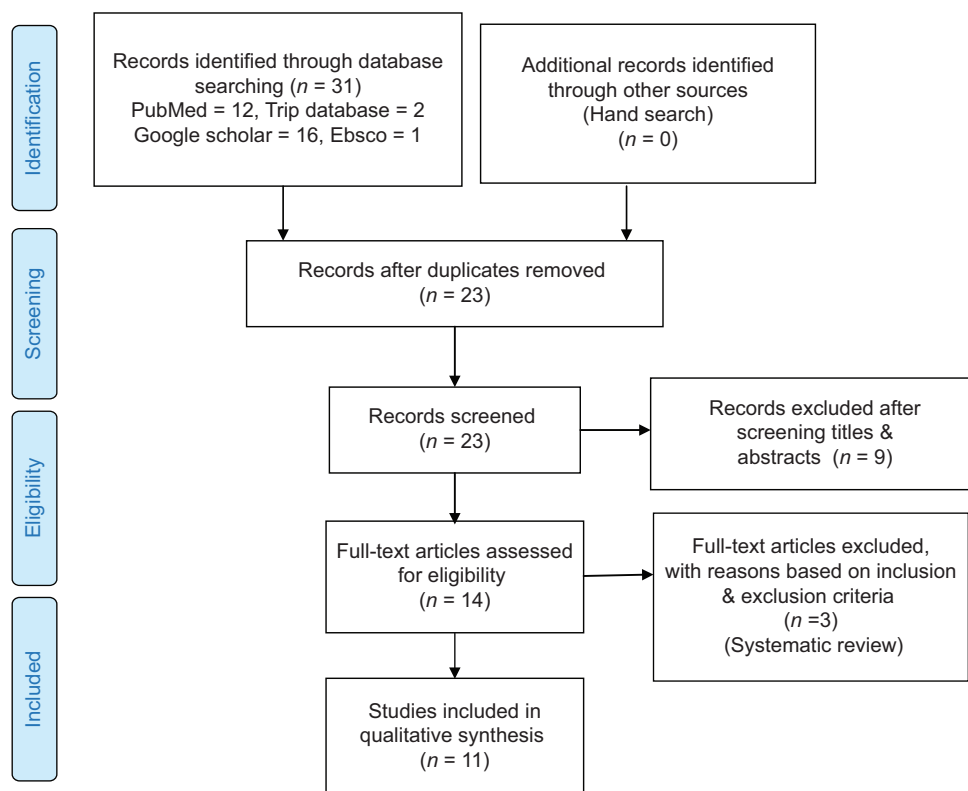 Identification
Records identified through database
searching (n = 31)
PubMed = 12, Trip database = 2
Google scholar = 16, Ebsco = 1
Additional records identified
through other sources
(Hand search)
(n = 0)
Screening
Records after duplicates removed
(n = 23)
Records screened
(n = 23)
Records excluded after
screening titles &
abstracts (n = 9)
Eligibility
Full-text articles assessed
for eligibility
(n = 14)
Full-text articles excluded,
with reasons based on inclusion
& exclusion criteria
(n =3)
(Systematic review)
Included
Studies included in
qualitative synthesis
(n = 11)